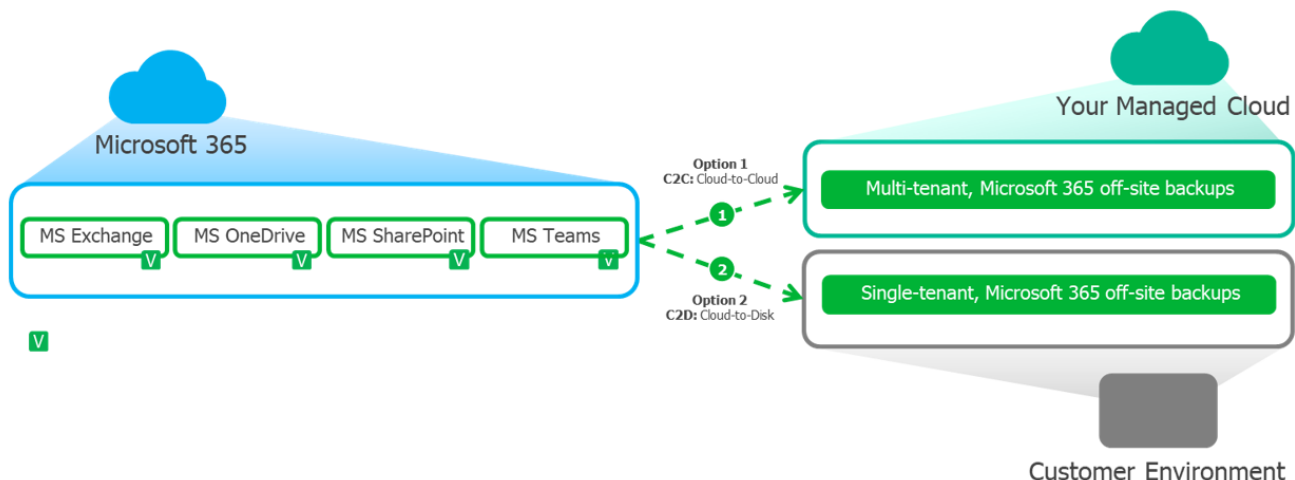 Microsoft 365
MS Exchange
V
MS OneDrive
V
MS SharePoint
V
MS Teams
V
V
Option 1
C2C: Cloud-to-Cloud
1
2
Option 2
C2D: Cloud-to-Disk
Your Managed Cloud
Multi-tenant, Microsoft 365 off-site backups
Single-tenant, Microsoft 365 off-site backups
Customer Environment